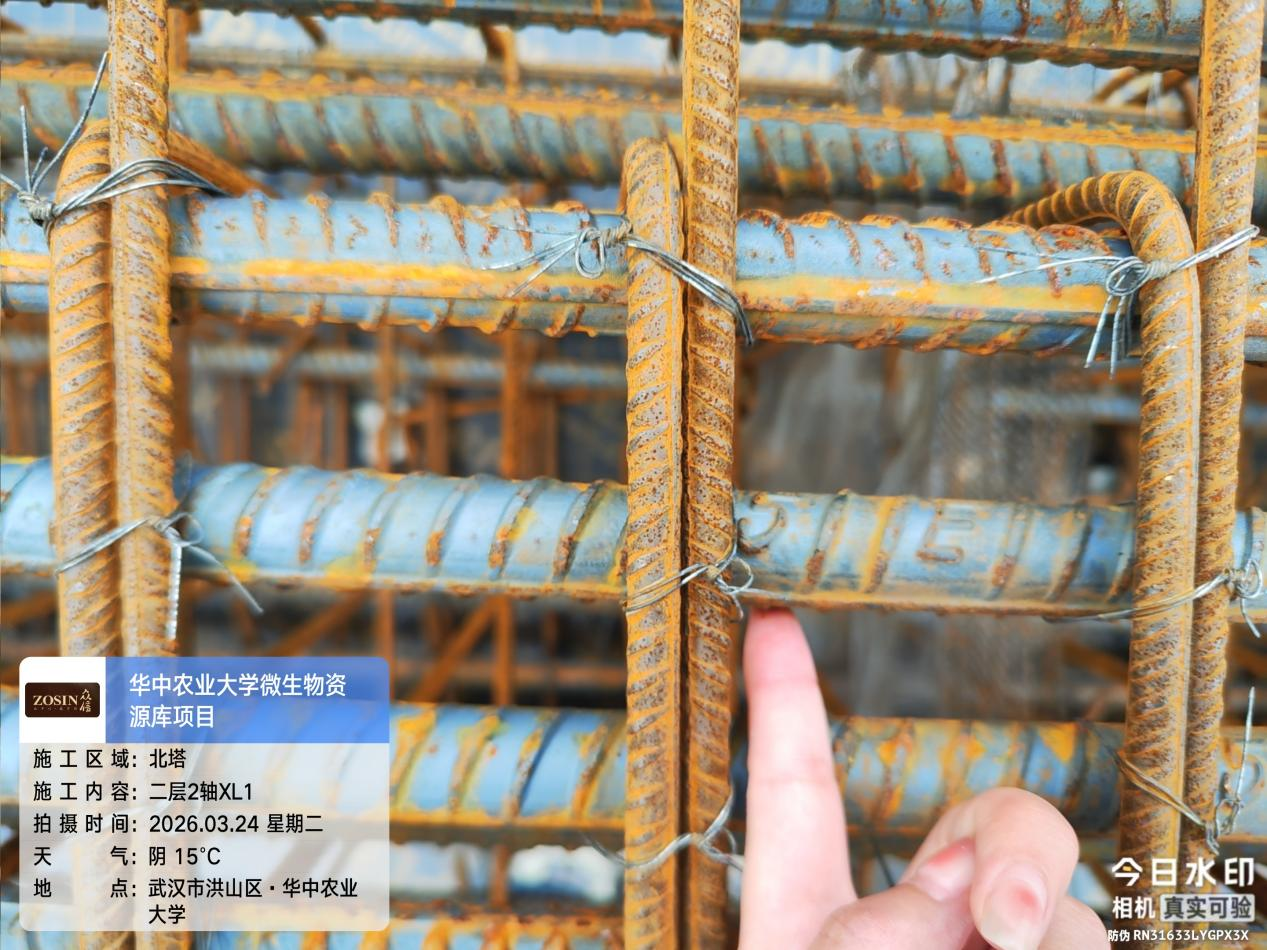 5
ZOSIN 众信
华中农业大学微生物资
源库项目
施工区域：北塔
施工内容：二层2轴XL1
拍摄时间：2026.03.24 星期二
天气：阴 15°C
地点：武汉市洪山区·华中农业
大学
今日水印
相机 真实可验
防伪 RN31633LYGPX3X